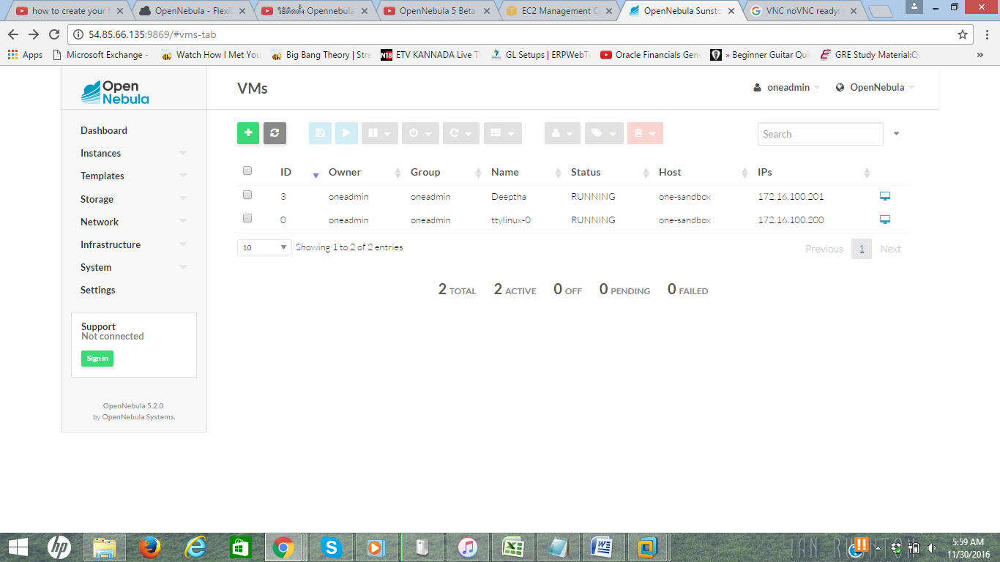 how to create your f
OpenNebula - Flexib
วิธีติดตั้ง Opennebula
OpenNebula 5 Beta
EC2 Management Co
OpenNebula Sunsto
VNC noVNC ready:
54.85.66.135:9869/#vms-tab
Apps
Microsoft Exchange -
Watch How I Met You
Big Bang Theory | Stre
N18 ETV KANNADA Live T
GL Setups | ERPWebT
Oracle Financials Gen
» Beginner Guitar Qui
GRE Study Material:Q
»
Open
Nebula
VMs
oneadmin
OpenNebula
Dashboard
Instances
Templates
Storage
Network
Infrastructure
System
Settings
Search
ID Owner Group Name Status Host IPs
3 oneadmin oneadmin Deeptha RUNNING one-sandbox 172.16.100.201
0 oneadmin oneadmin ttylinux-0 RUNNING one-sandbox 172.16.100.200
10 Showing 1 to 2 of 2 entries
Previous 1 Next
2 TOTAL 2 ACTIVE 0 OFF 0 PENDING 0 FAILED
Support
Not connected
Sign in
OpenNebula 5.2.0
by OpenNebula Systems.
hp
5:59 AM
11/30/2016